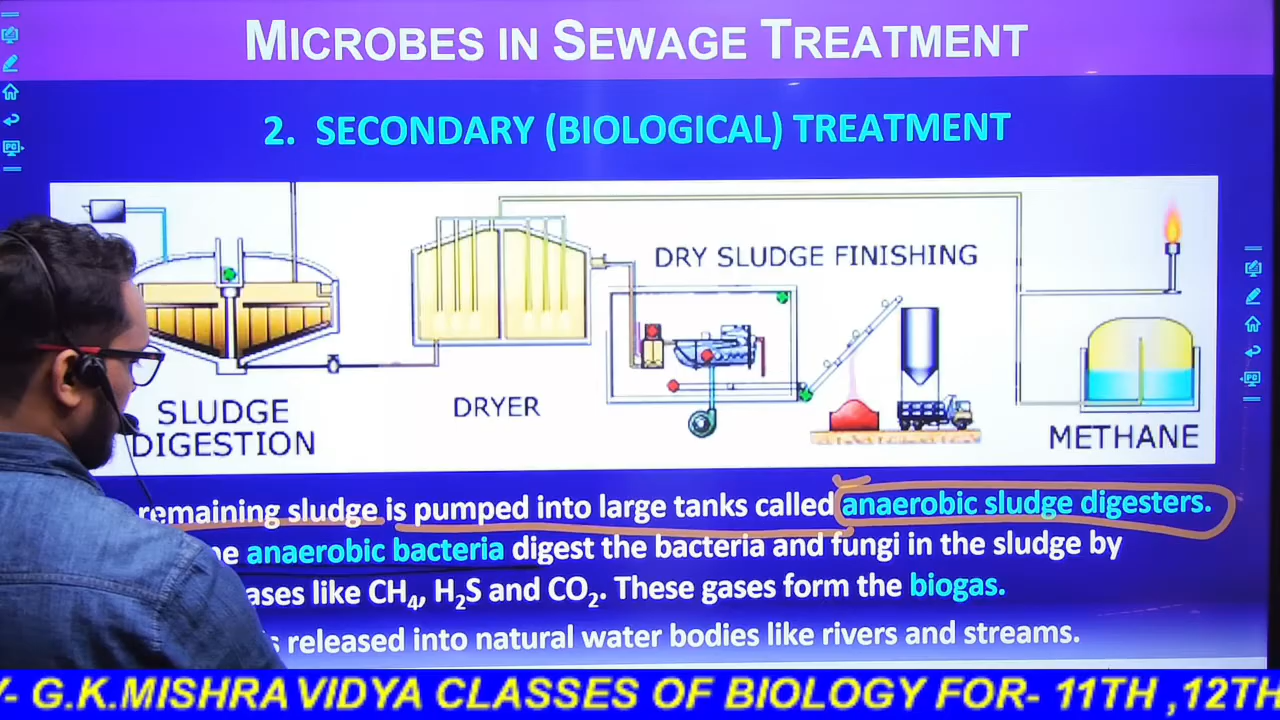 MICROBES IN SEWAGE TREATMENT
2. SECONDARY (BIOLOGICAL) TREATMENT
DRY SLUDGE FINISHING
SLUDGE
DIGESTION
DRYER
METHANE
remaining sludge is pumped into large tanks called anaerobic sludge digesters.
anaerobic bacteria digest the bacteria and fungi in the sludge by
like CH₄, H₂S and CO₂. These gases form the biogas.
released into natural water bodies like rivers and streams.
G.K.MISHRA VIDYA CLASSES OF BIOLOGY FOR- 11TH ,12TH